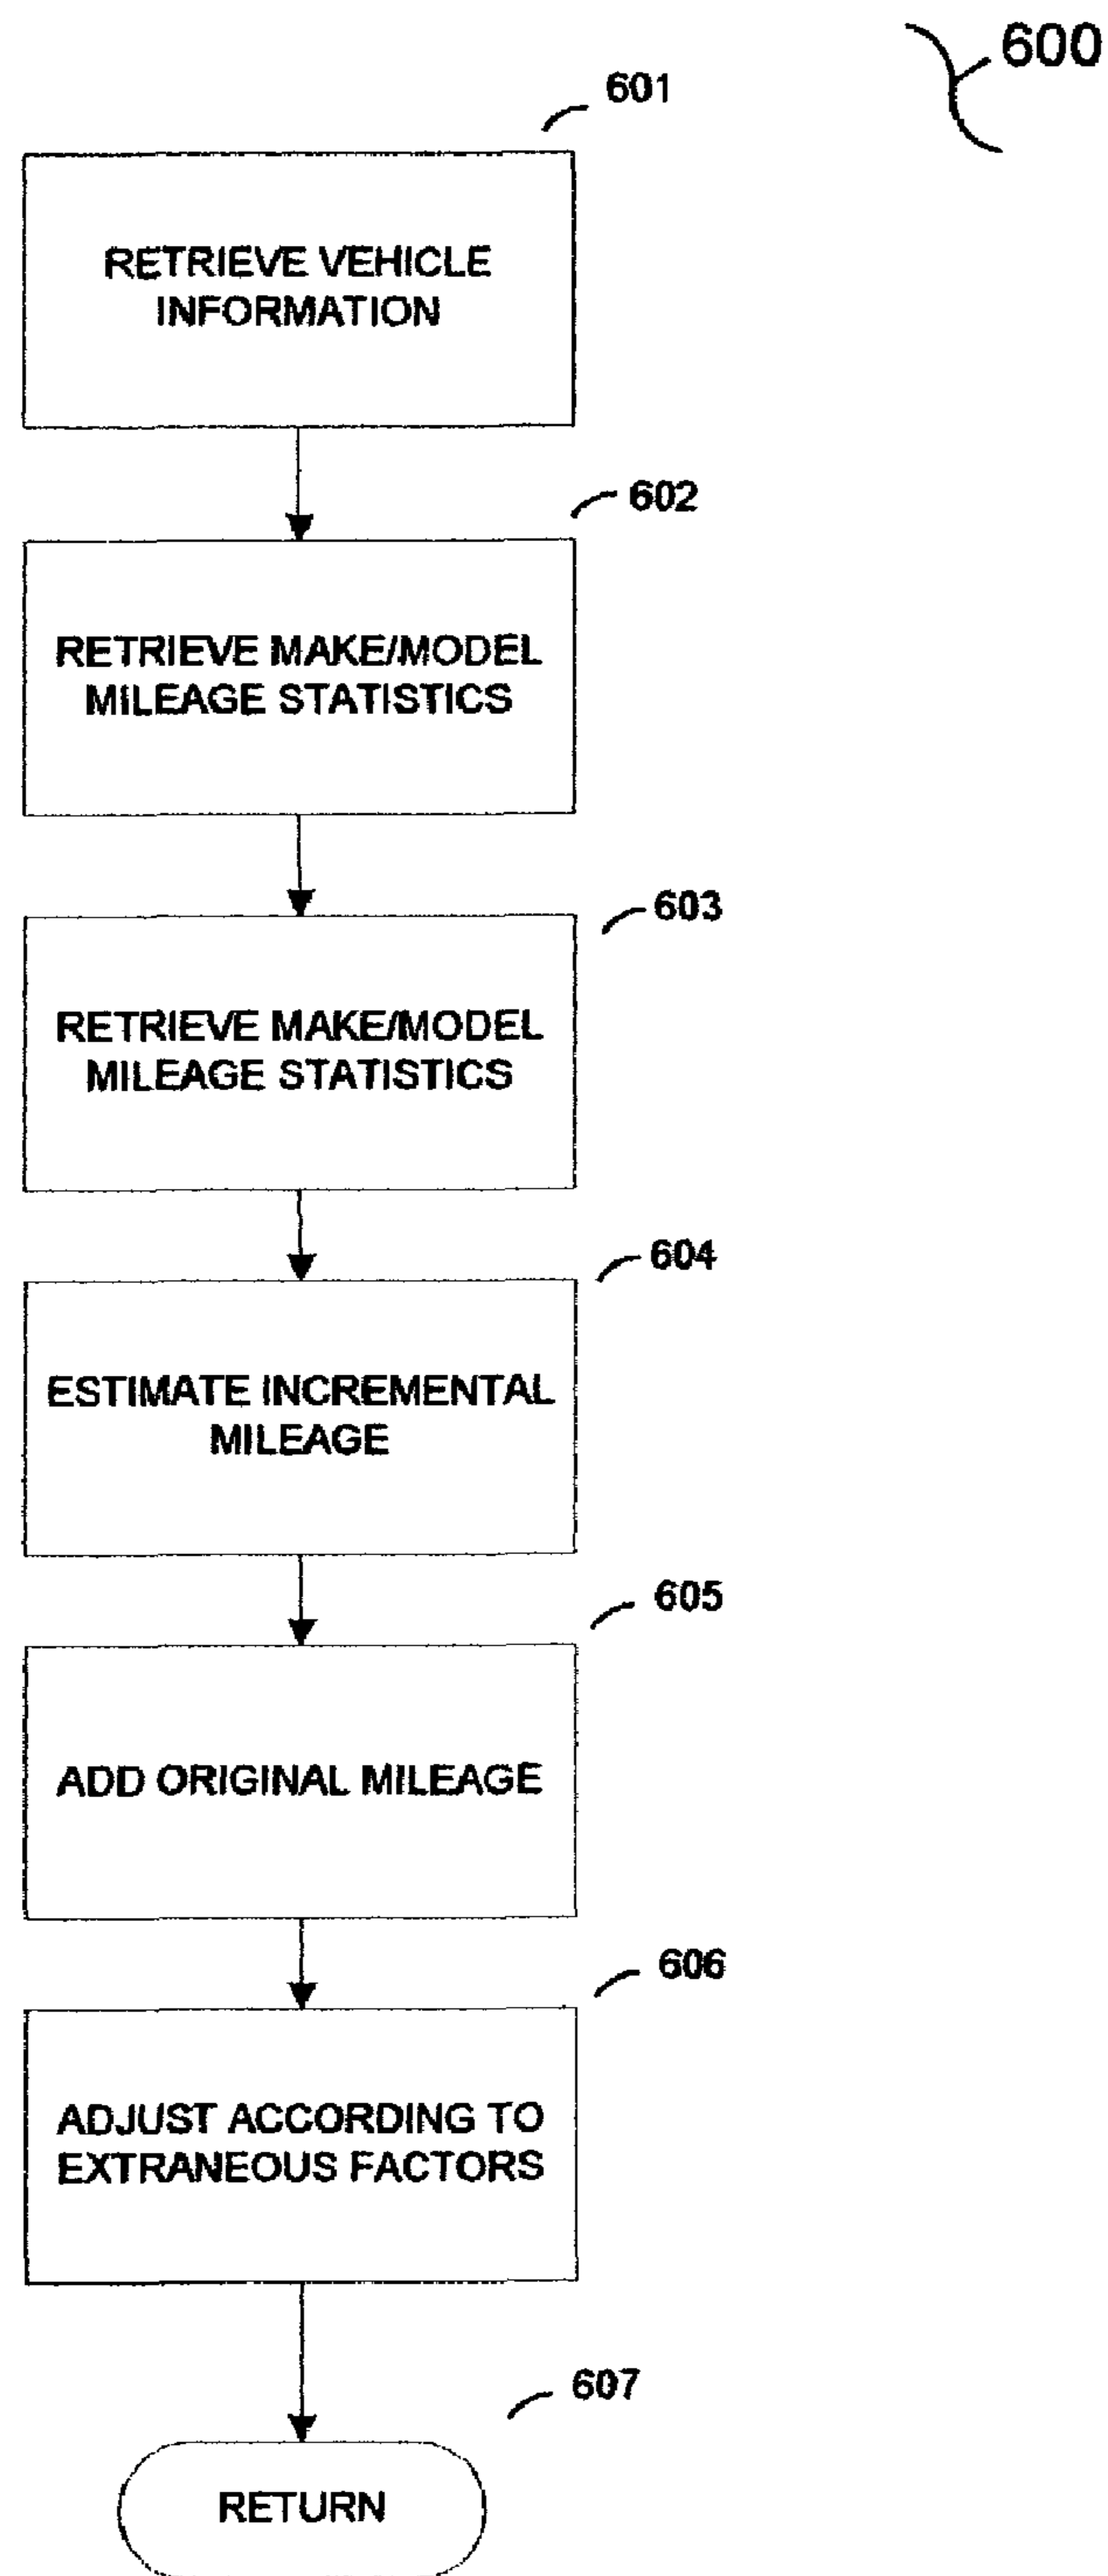 600
601
RETRIEVE VEHICLE
INFORMATION
602
RETRIEVE MAKE/MODEL
MILEAGE STATISTICS
603
RETRIEVE MAKE/MODEL
MILEAGE STATISTICS
604
ESTIMATE INCREMENTAL
MILEAGE
605
ADD ORIGINAL MILEAGE
606
ADJUST ACCORDING TO
EXTRANEOUS FACTORS
607
RETURN